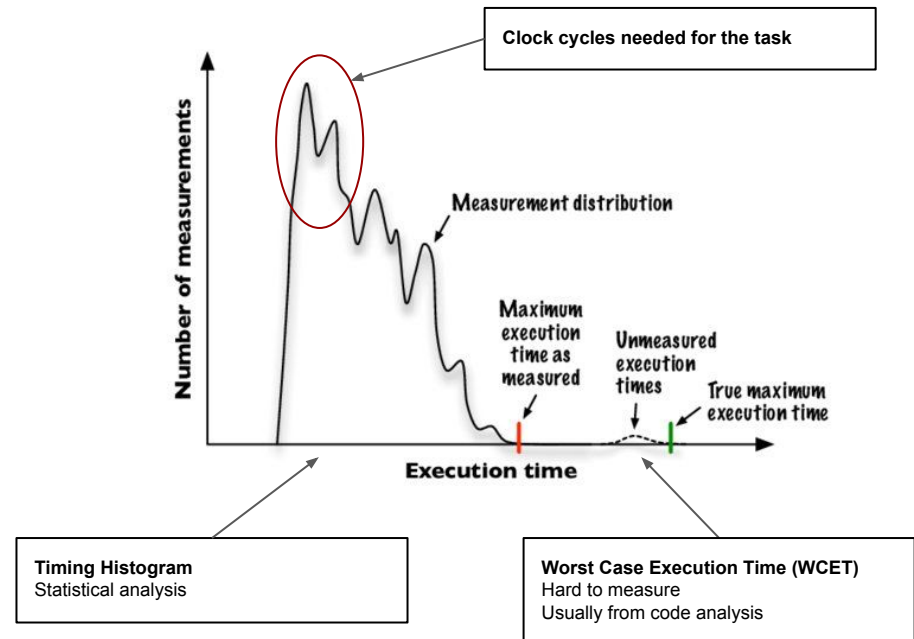 Clock cycles needed for the task
Number of measurements
Measurement distribution
Maximum
execution
time as
measured
Unmeasured
execution
times
True maximum
execution time
Execution time
Timing Histogram
Statistical analysis
Worst Case Execution Time (WCET)
Hard to measure
Usually from code analysis